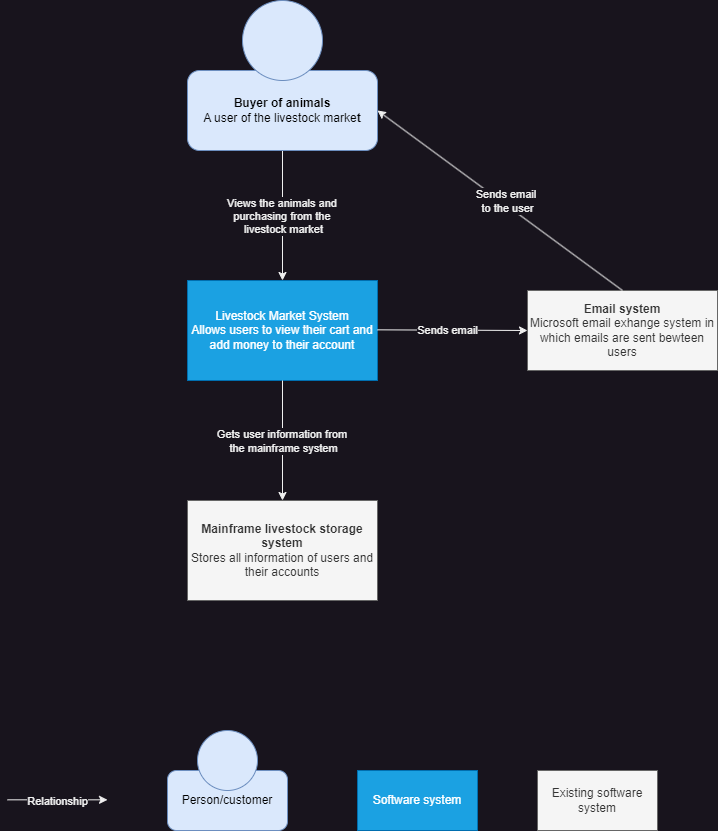 Buyer of animals
A user of the livestock market
Sends email
to the user
Views the animals and
purchasing from the
livestock market
Livestock Market System
Allows users to view their cart and
add money to their account
Sends email
Email system
Microsoft email exhange system in
which emails are sent bewteen
users
Gets user information from
the mainframe system
Mainframe livestock storage
system
Stores all information of users and
their accounts
Relationship
Person/customer
Software system
Existing software
system